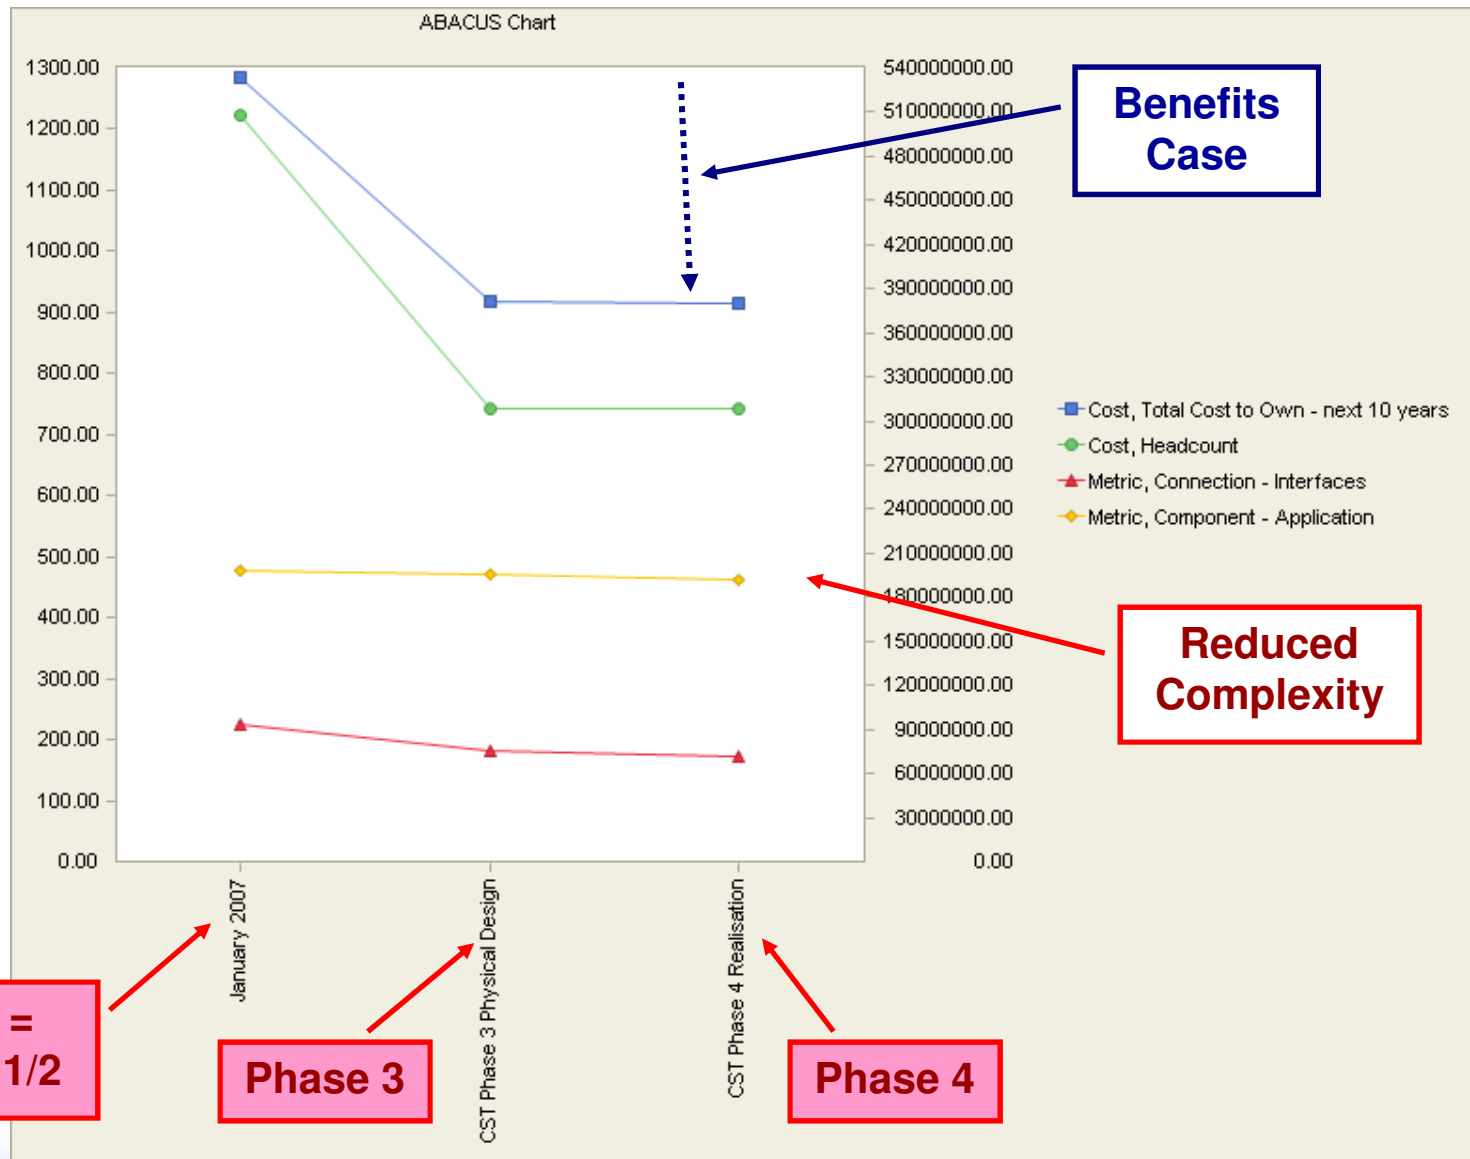 ABACUS Chart
1300.00
1200.00
1100.00
1000.00
900.00
800.00
700.00
600.00
500.00
400.00
300.00
200.00
100.00
0.00
540000000.00
510000000.00
480000000.00
450000000.00
420000000.00
390000000.00
360000000.00
330000000.00
300000000.00
270000000.00
240000000.00
210000000.00
180000000.00
150000000.00
120000000.00
90000000.00
60000000.00
30000000.00
0.00
Benefits
Case
Cost, Total Cost to Own - next 10 years
Cost, Headcount
Metric, Connection - Interfaces
Metric, Component - Application
Reduced
Complexity
January 2007
CST Phase 3 Physical Design
CST Phase 4 Realisation
=
1/2
Phase 3
Phase 4